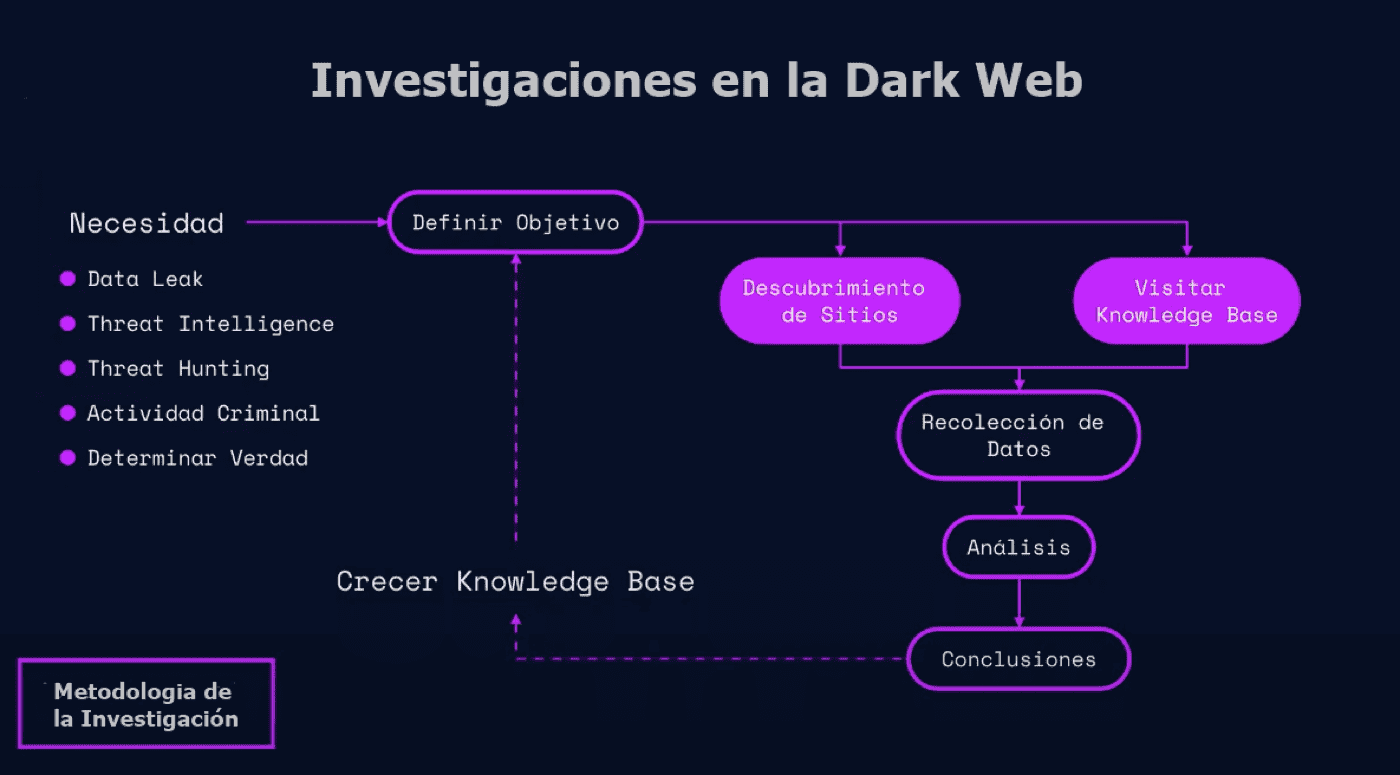 Investigaciones en la Dark Web
Necesidad
Data Leak
Threat Intelligence
Threat Hunting
Actividad Criminal
Determinar Verdad
Definir Objetivo
Descubrimiento
de Sitios
Visitar
Knowledge Base
Recolección de
Datos
Análisis
Conclusiones
Crecer Knowledge Base
Metodologia de
la Investigación